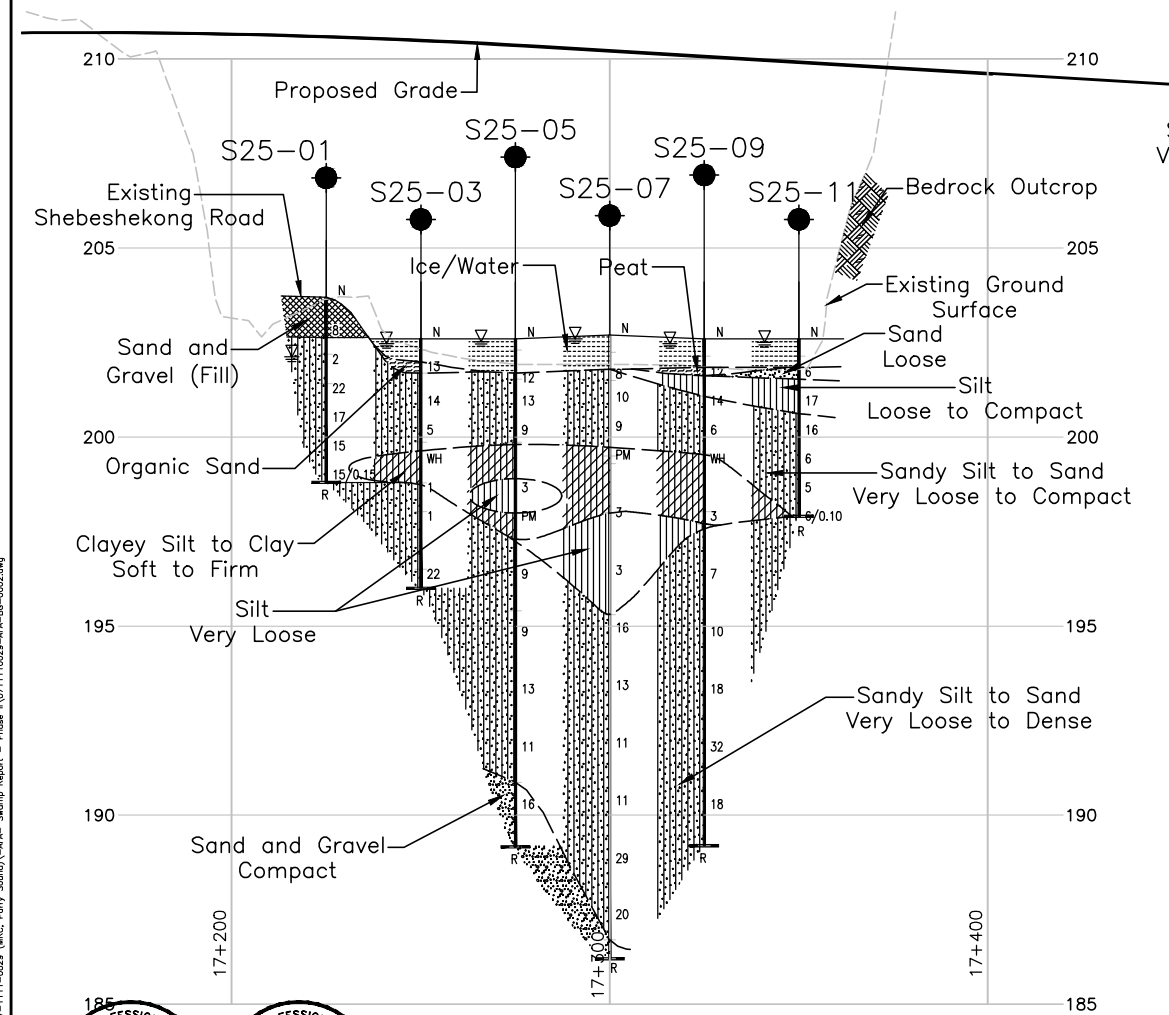 210
210
Proposed Grade
S25-05
S25-01
S25-09
S25-03
S25-07
S25-11
Existing
Shebeshekong Road
Bedrock Outcrop
205
205
Ice/Water
Peat
Existing Ground
Surface
N
N
N
N
N
N
Sand and
Gravel (Fill)
Sand
Loose
8
2
22
17
15
15/0.15
R
13
14
5
WH
1
1
22
R
12
13
9
3
PM
9
9
13
11
16
R
8
10
9
PM
3
3
16
13
11
11
29
20
R
12
14
6
WH
3
7
10
18
32
18
R
6
17
16
6
5
6/0.10
R
Silt
Loose to Compact
200
200
Organic Sand
Sandy Silt to Sand
Very Loose to Compact
Clayey Silt to Clay
Soft to Firm
Silt
Very Loose
195
195
Sandy Silt to Sand
Very Loose to Dense
190
190
Sand and Gravel
Compact
17+200
17+300
17+400
185
185